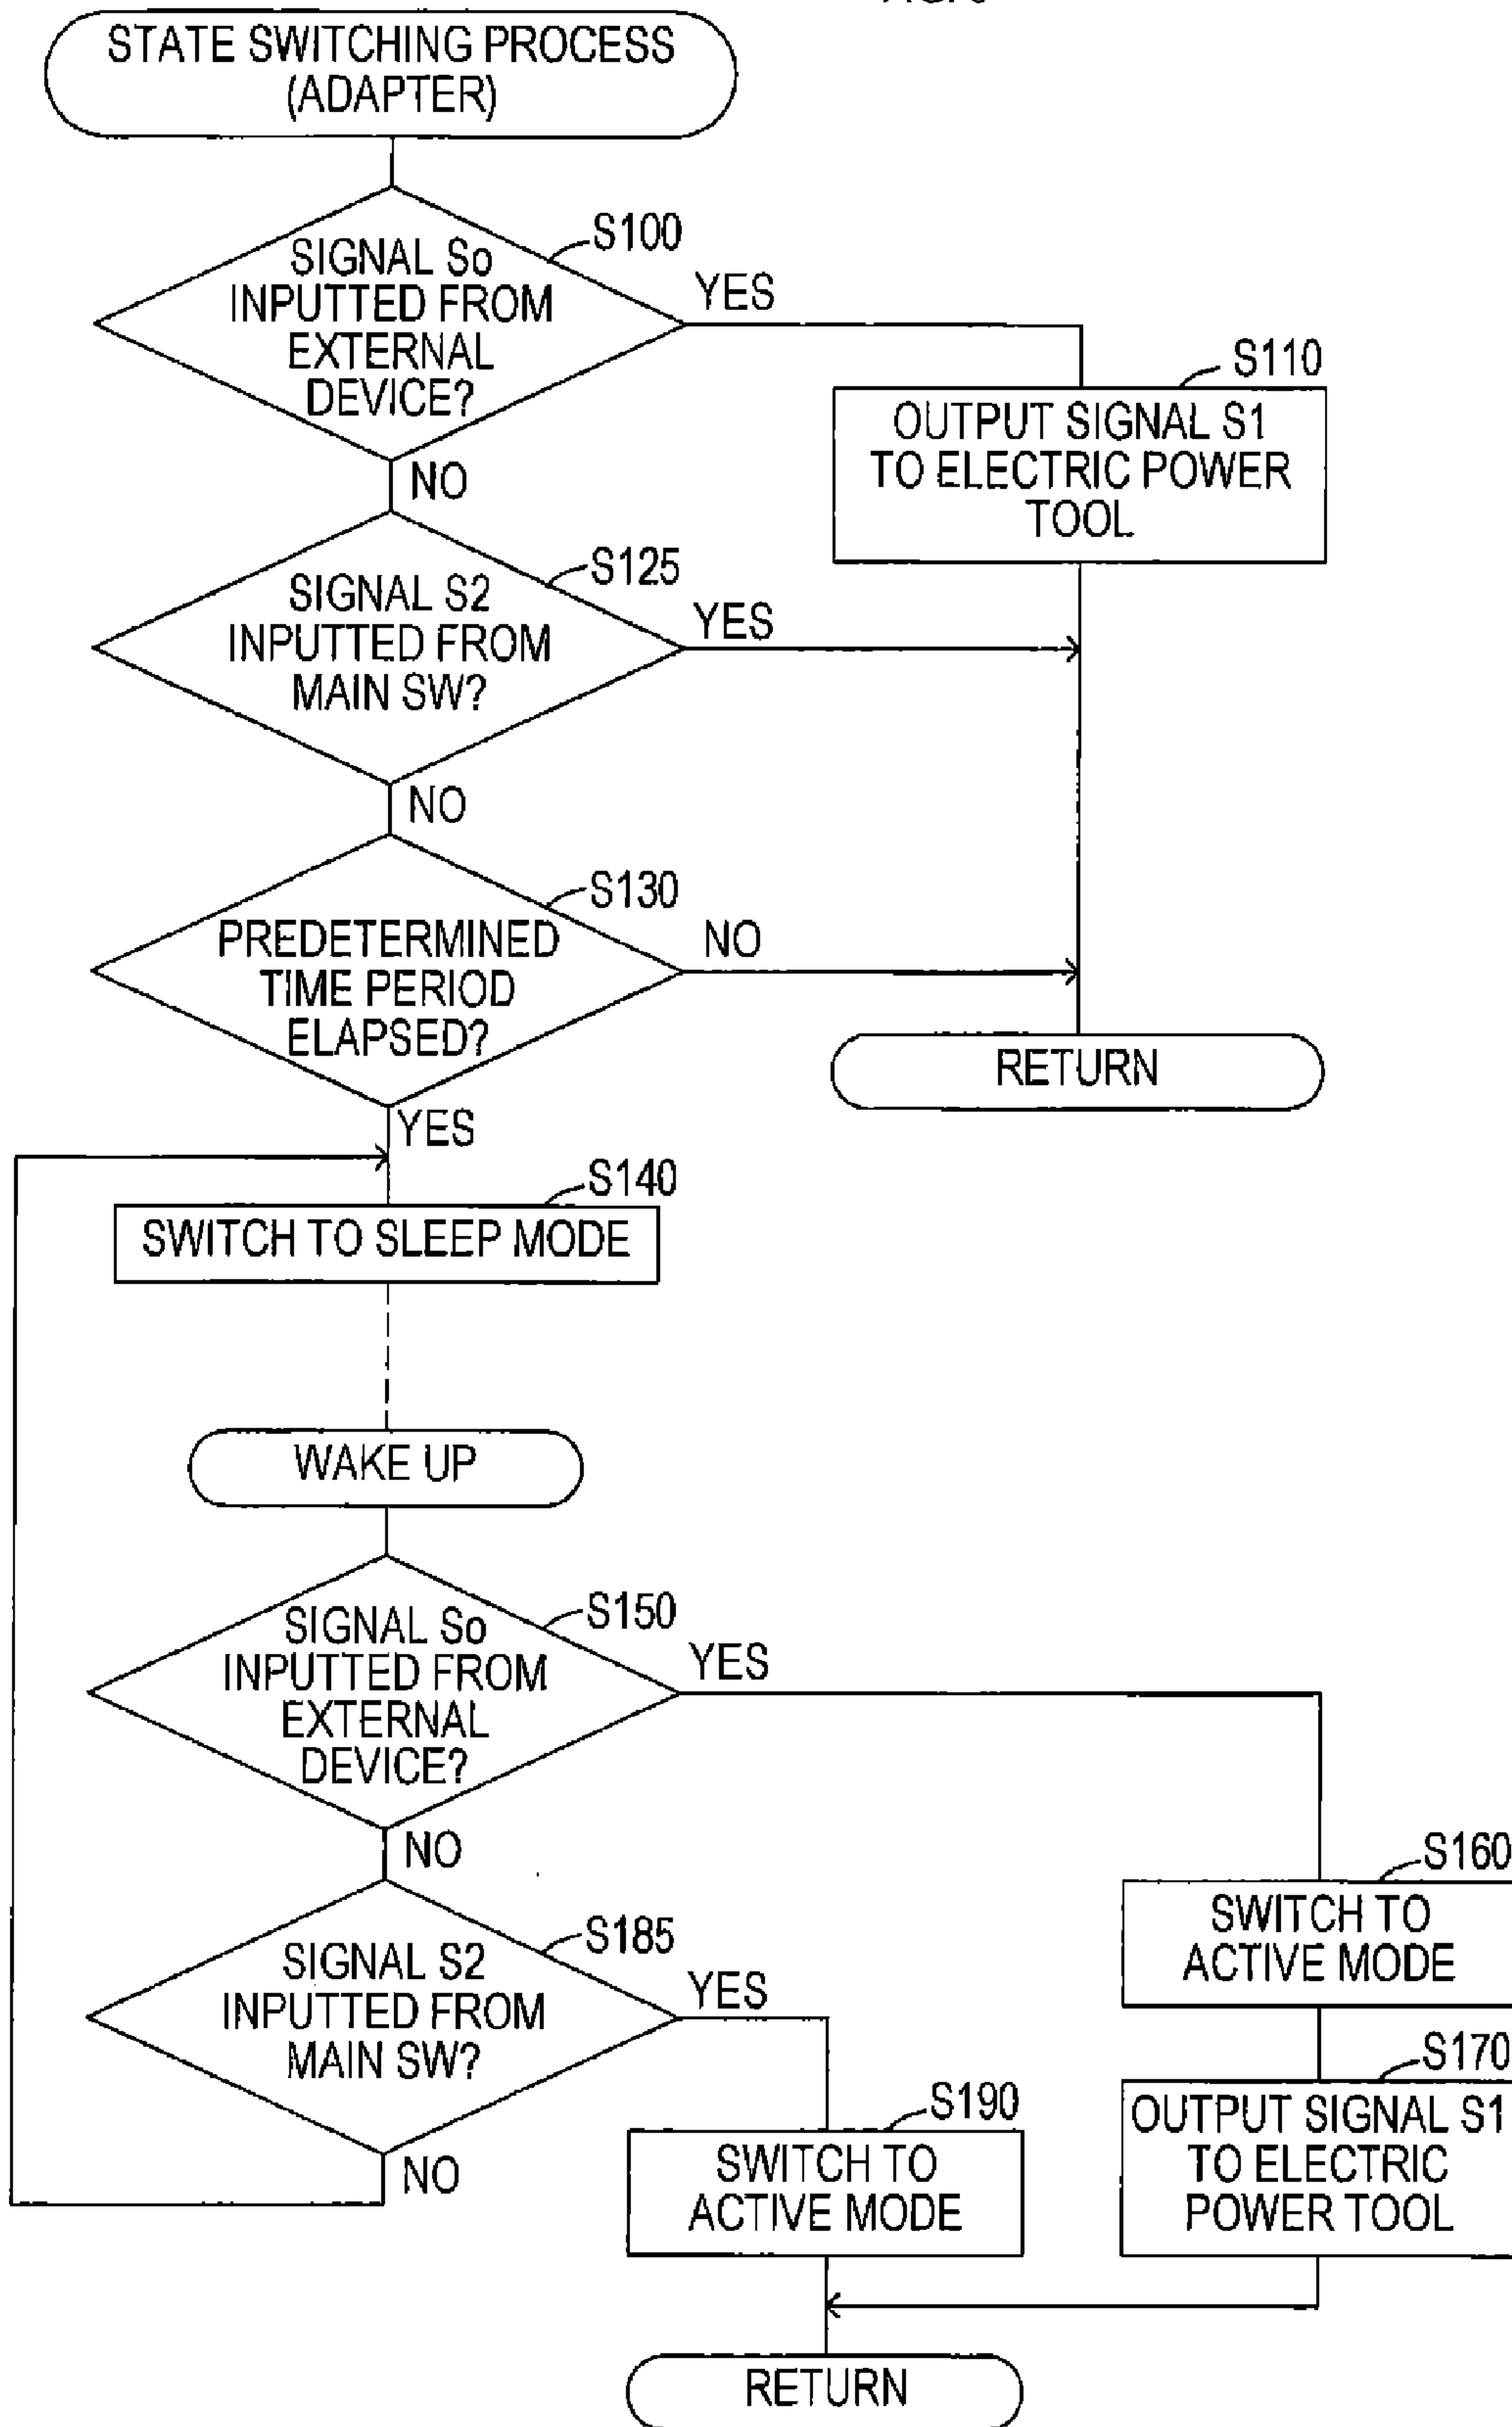 STATE SWITCHING PROCESS
(ADAPTER)
S100
SIGNAL So
INPUTTED FROM
EXTERNAL
DEVICE?
YES
NO
S110
OUTPUT SIGNAL S1
TO ELECTRIC POWER
TOOL
S125
SIGNAL S2
INPUTTED FROM
MAIN SW?
YES
NO
S130
PREDETERMINED
TIME PERIOD
ELAPSED?
NO
YES
RETURN
S140
SWITCH TO SLEEP MODE
WAKE UP
S150
SIGNAL So
INPUTTED FROM
EXTERNAL
DEVICE?
YES
NO
S160
SWITCH TO
ACTIVE MODE
S185
SIGNAL S2
INPUTTED FROM
MAIN SW?
YES
NO
S170
OUTPUT SIGNAL S1
TO ELECTRIC
POWER TOOL
S190
SWITCH TO
ACTIVE MODE
RETURN